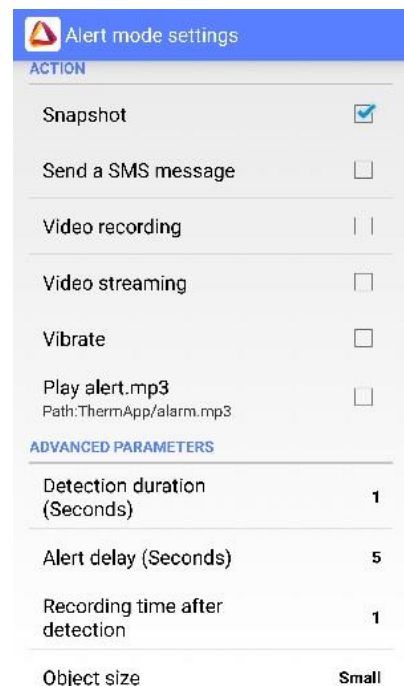 Alert mode settings
ACTION
Snapshot
Send a SMS message
Video recording
Video streaming
Vibrate
Play alert.mp3
Path:ThermApp/alarm.mp3
ADVANCED PARAMETERS
Detection duration
(Seconds)
1
Alert delay (Seconds)
5
Recording time after
detection
1
Object size
Small